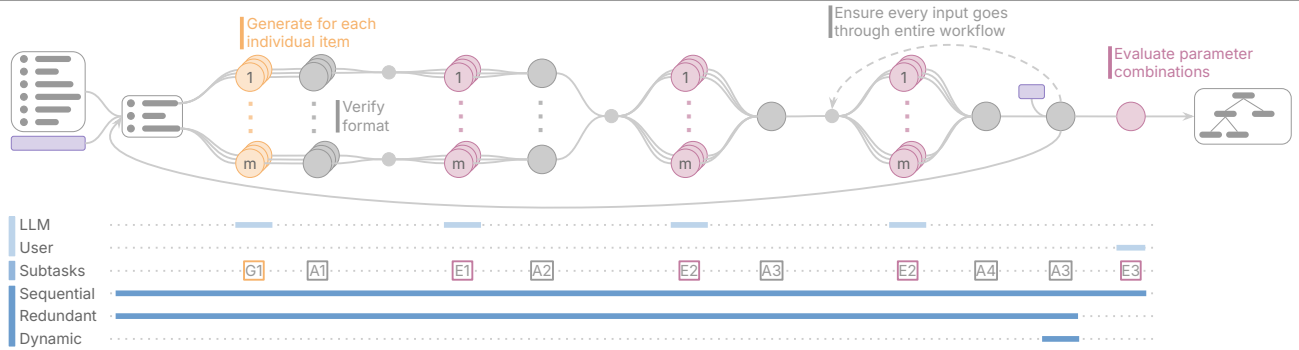 Generate for each
individual item
Ensure every input goes
through entire workflow
Evaluate parameter
combinations
Verify
format
1
1
1
1
m
m
m
m
LLM
User
Subtasks G1 A1 E1 A2 E2 A3 E2 A4 A3 E3
Sequential
Redundant
Dynamic